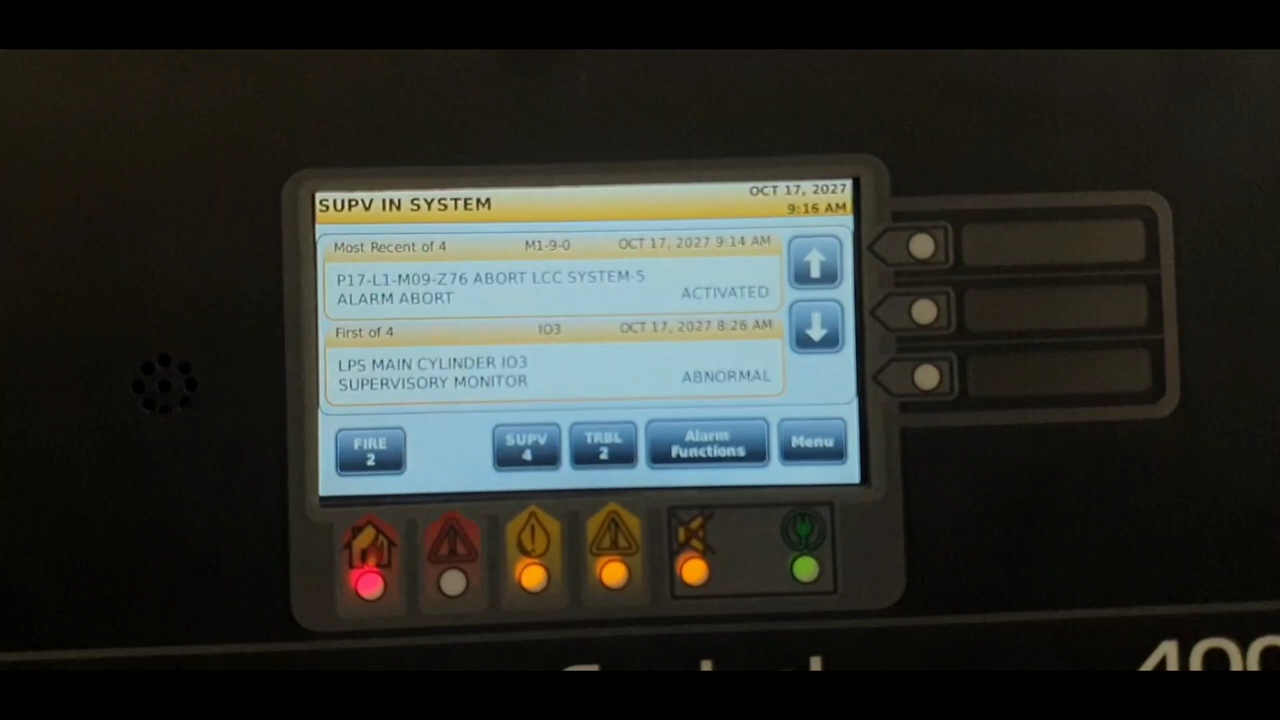 SUPV IN SYSTEM
OCT 17, 2027
9:16 AM
Most Recent of 4 M1-9-0 OCT 17, 2027 9:14 AM
P17-L1-M09-Z76 ABORT LCC SYSTEM-5
ALARM ABORT ACTIVATED
First of 4 IO3 OCT 17, 2027 8:26 AM
LPS MAIN CYLINDER IO3
SUPERVISORY MONITOR ABNORMAL
FIRE
2
SUPV
4
TRBL
2
Alarm
Functions
Menu